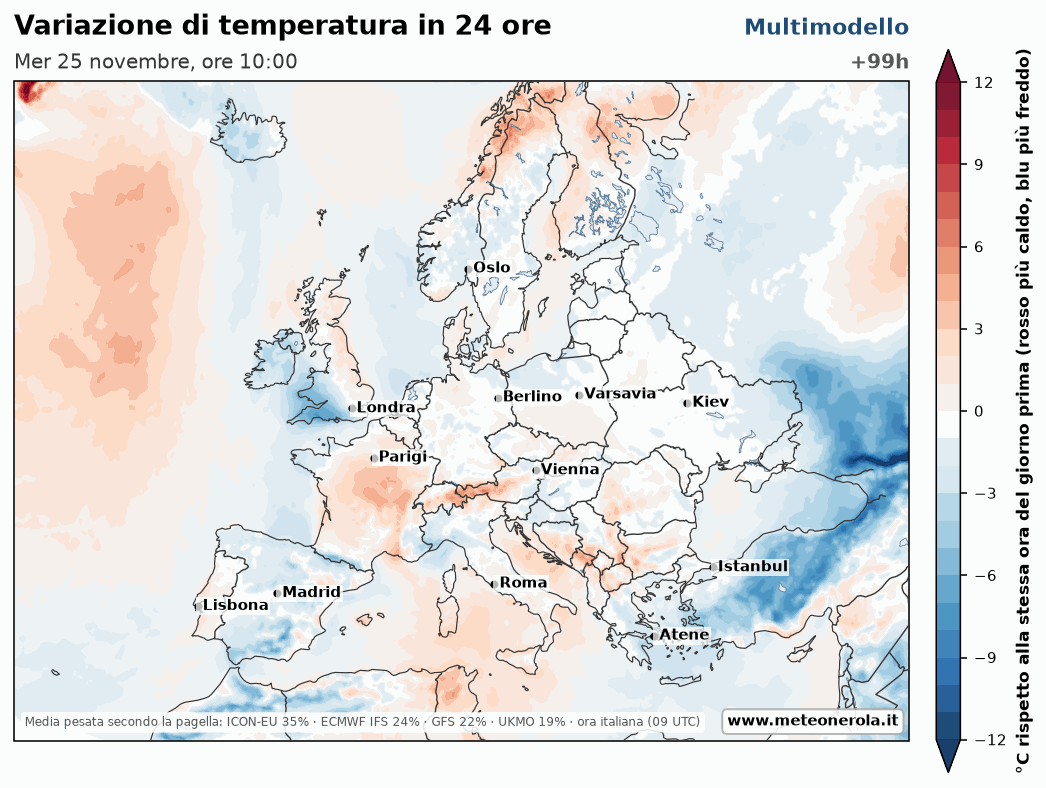 Variazione di temperatura in 24 ore
Multimodello
Mer 25 novembre, ore 10:00
+99h
Oslo
Londra
Berlino
Varsavia
Kiev
Parigi
Vienna
Istanbul
Roma
Madrid
Lisbona
Atene
Media pesata secondo la pagella: ICON-EU 35% · ECMWF IFS 24% · GFS 22% · UKMO 19% · ora italiana (09 UTC)
www.meteonerola.it
12
9
6
3
0
−3
−6
−9
−12
°C rispetto alla stessa ora del giorno prima (rosso più caldo, blu più freddo)